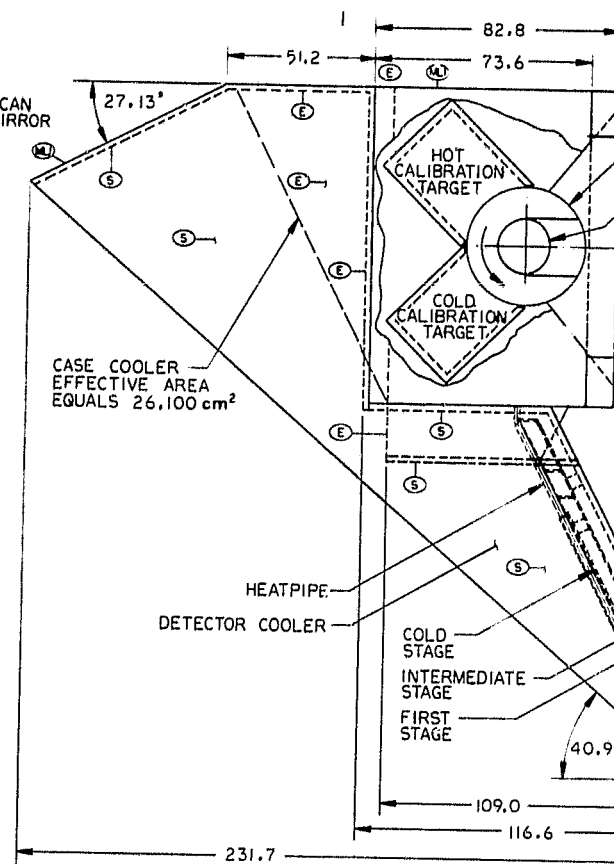 82.8
51.2
73.6
E
MLI
27.13°
CAN
IRROR
E
MLI
S
HOT
CALIBRATION
TARGET
E
S
E
COLD
CALIBRATION
TARGET
CASE COOLER
EFFECTIVE AREA
EQUALS 26,100 cm²
E
S
S
HEATPIPE
S
DETECTOR COOLER
COLD
STAGE
INTERMEDIATE
STAGE
FIRST
STAGE
40.9
109.0
116.6
231.7